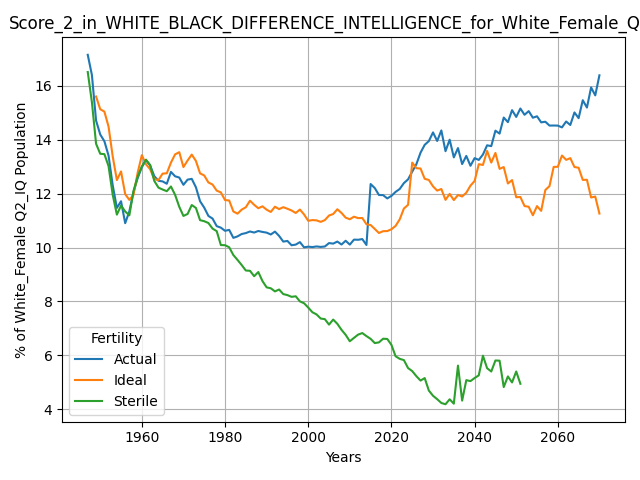 Score_2_in_WHITE_BLACK_DIFFERENCE_INTELLIGENCE_for_White_Female_Q
% of White_Female Q2_IQ Population
16
14
12
10
8
6
4
Fertility
Actual
Ideal
Sterile
1960 1980 2000 2020 2040 2060
Years